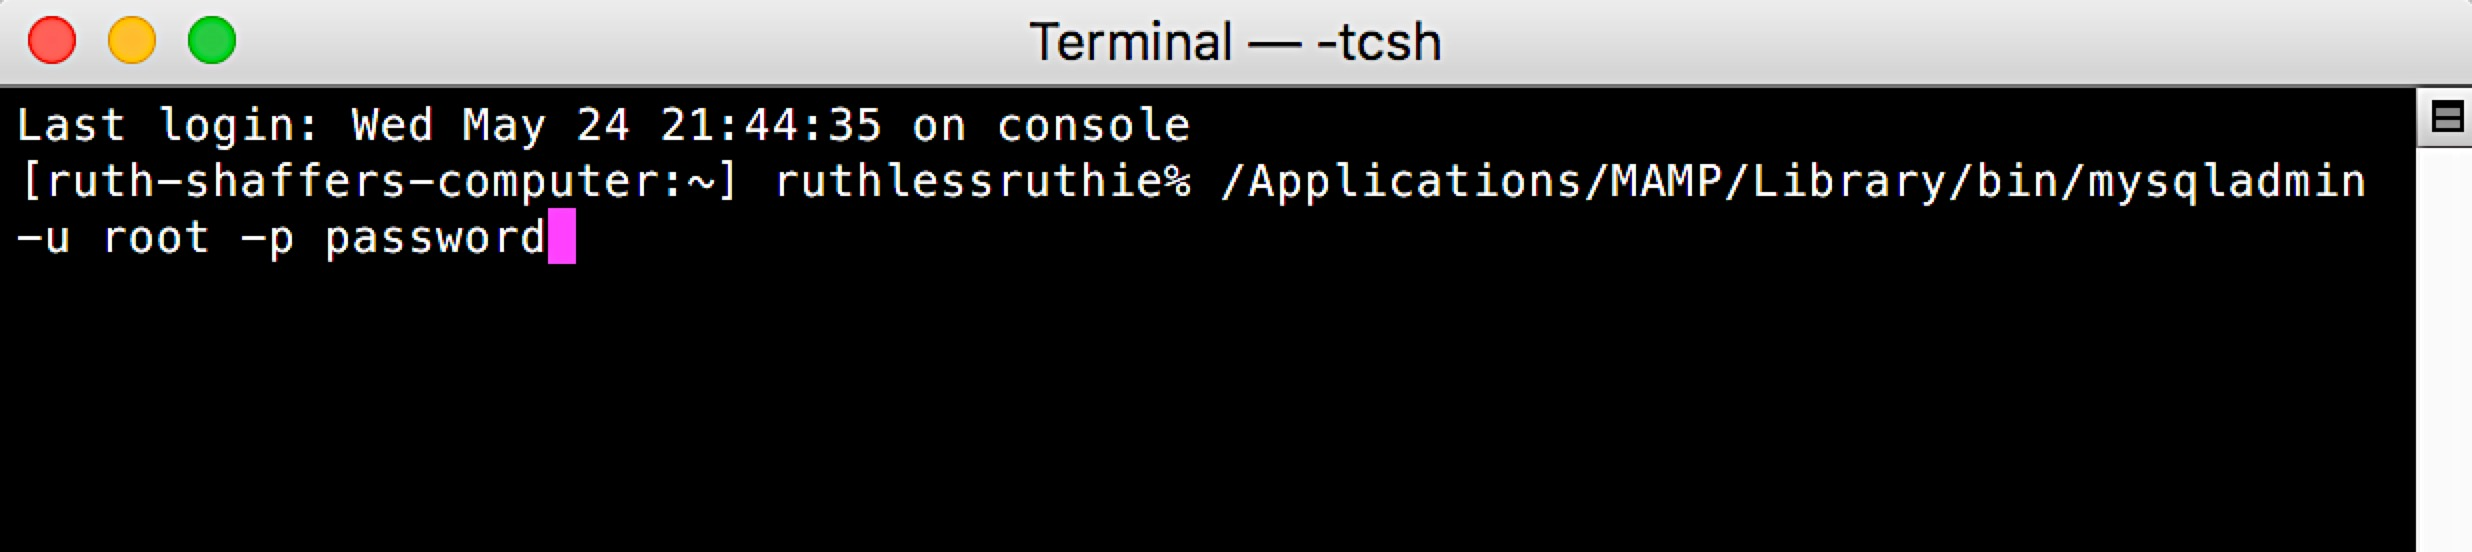 Terminal — -tcsh
Last login: Wed May 24 21:44:35 on console
[ruth-shaffers-computer:~] ruthlessruthie% /Applications/MAMP/Library/bin/mysqladmin
-u root -p password